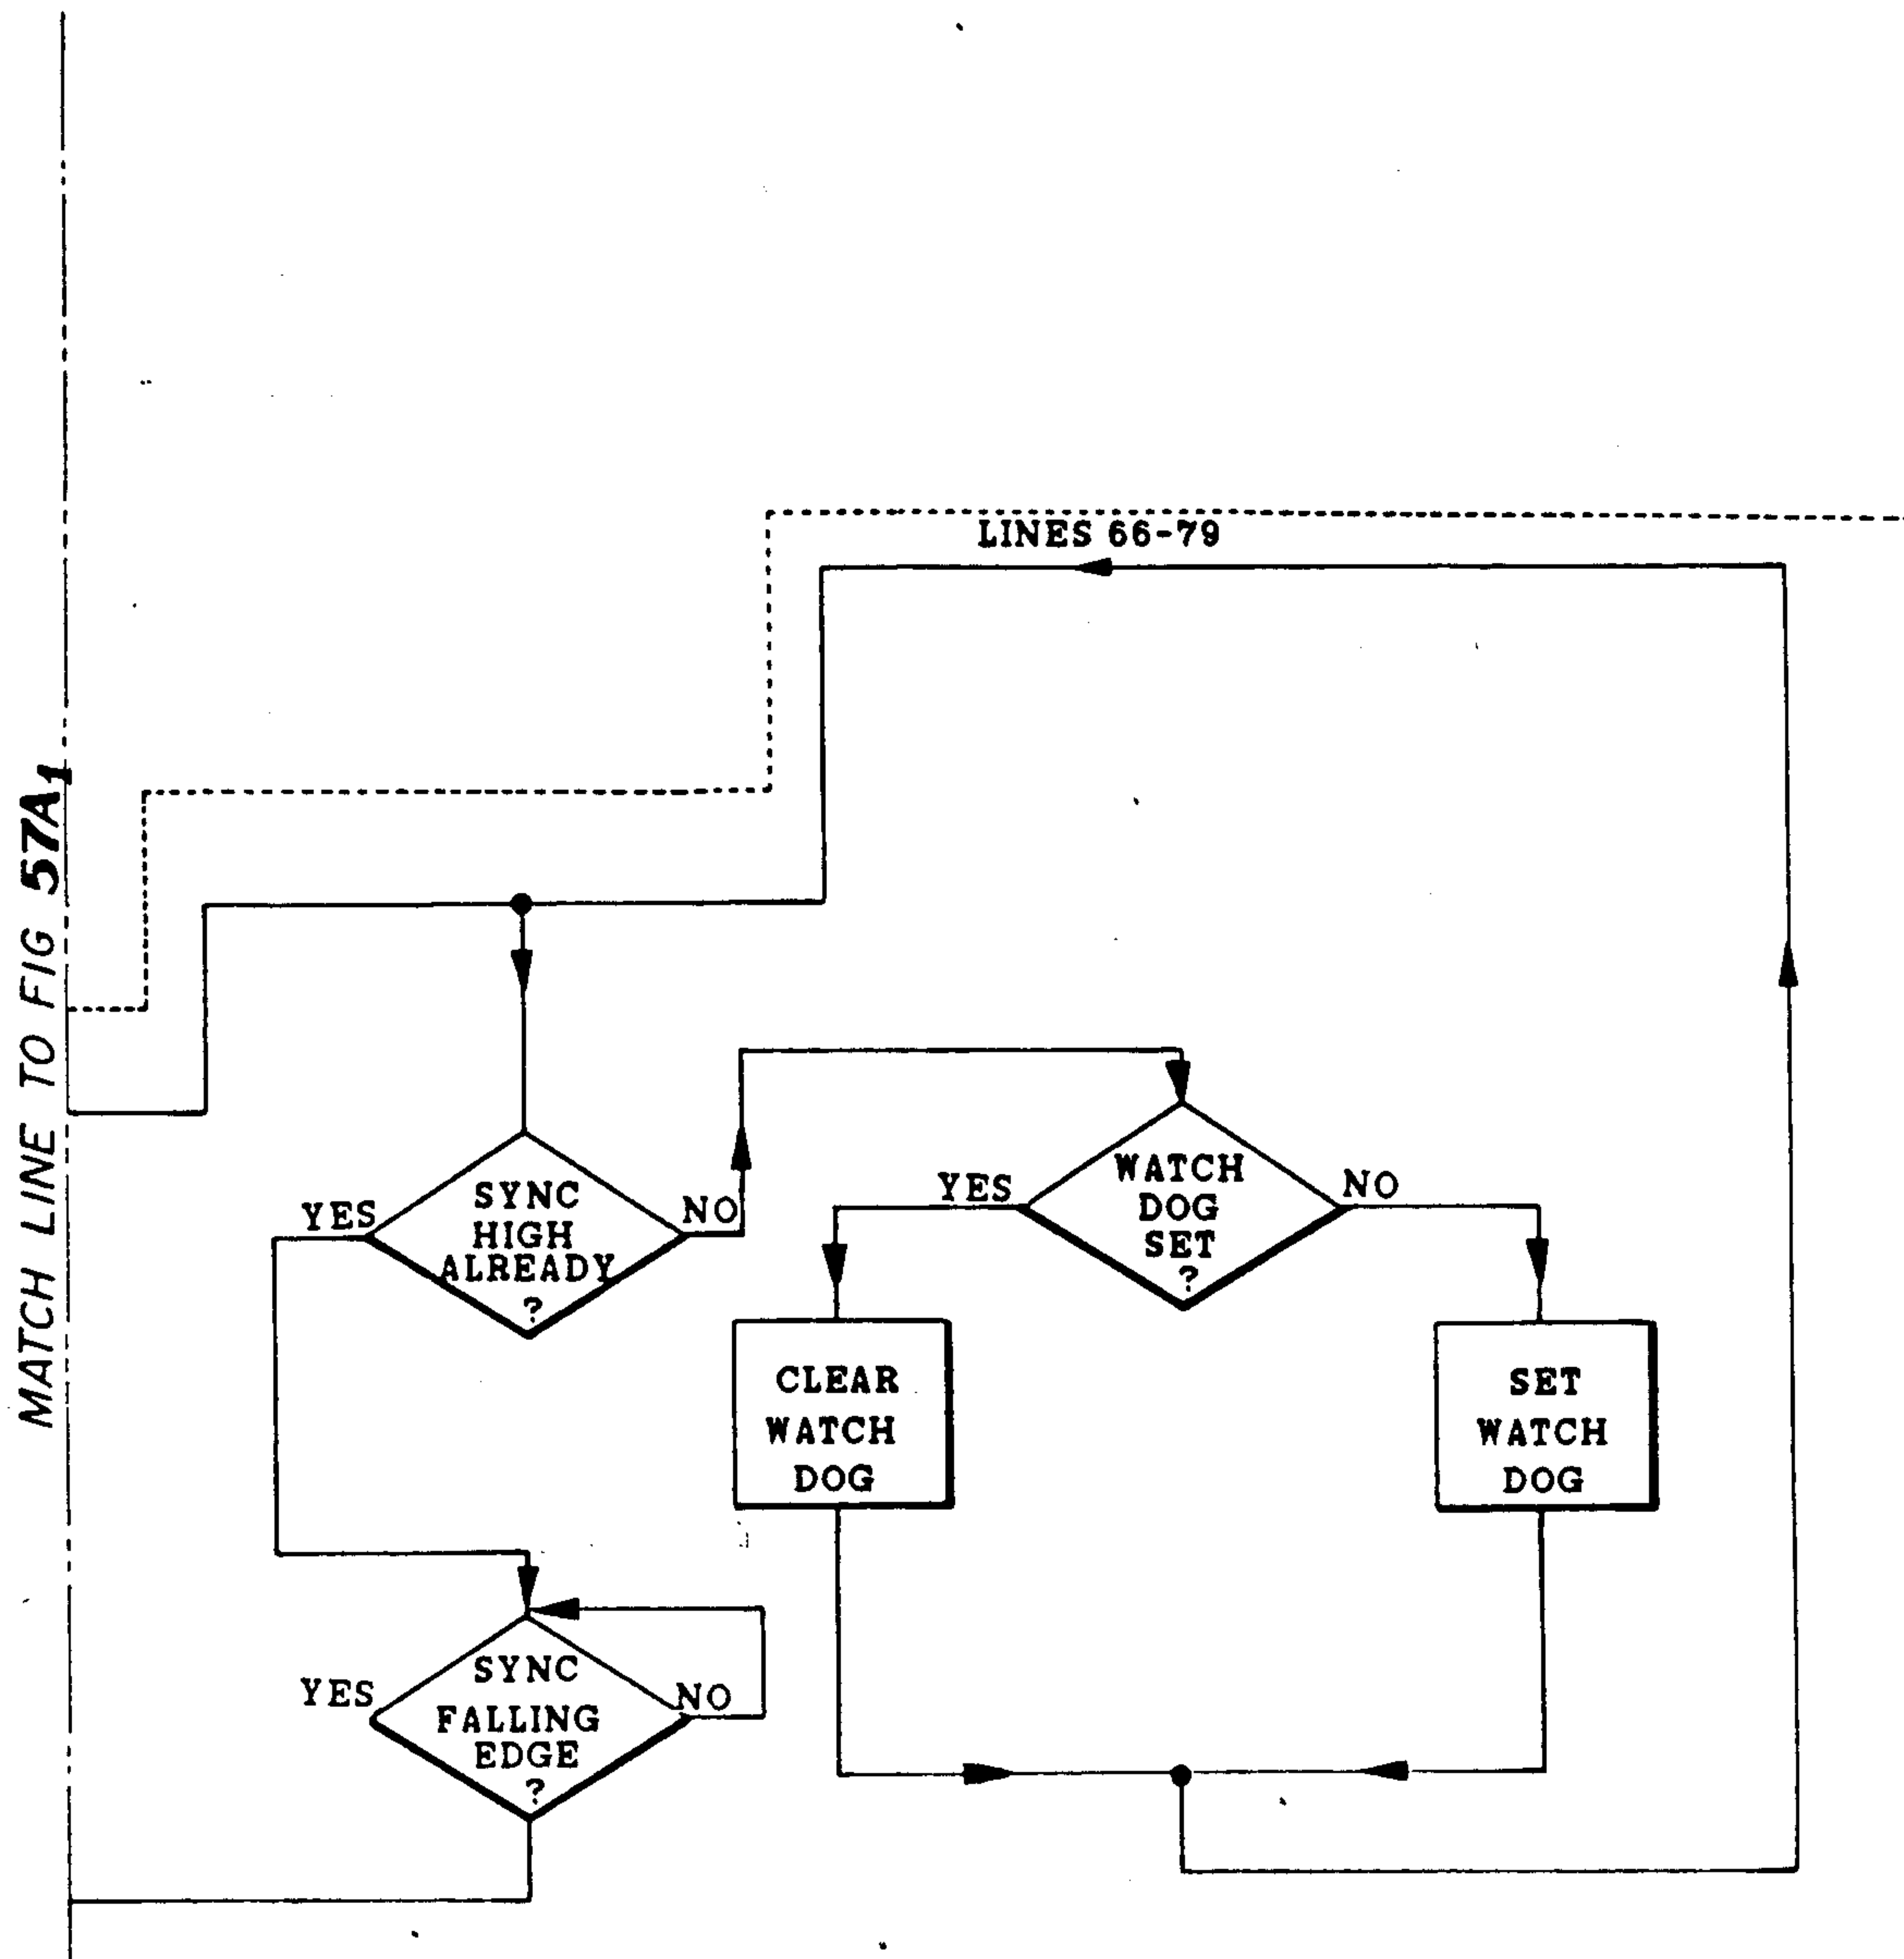 MATCH LINE TO FIG 57A1
LINES 66-79
SYNC
HIGH
ALREADY
?
YES
NO
WATCH
DOG
SET
?
YES
NO
CLEAR
WATCH
DOG
SET
WATCH
DOG
SYNC
FALLING
EDGE
?
YES
NO